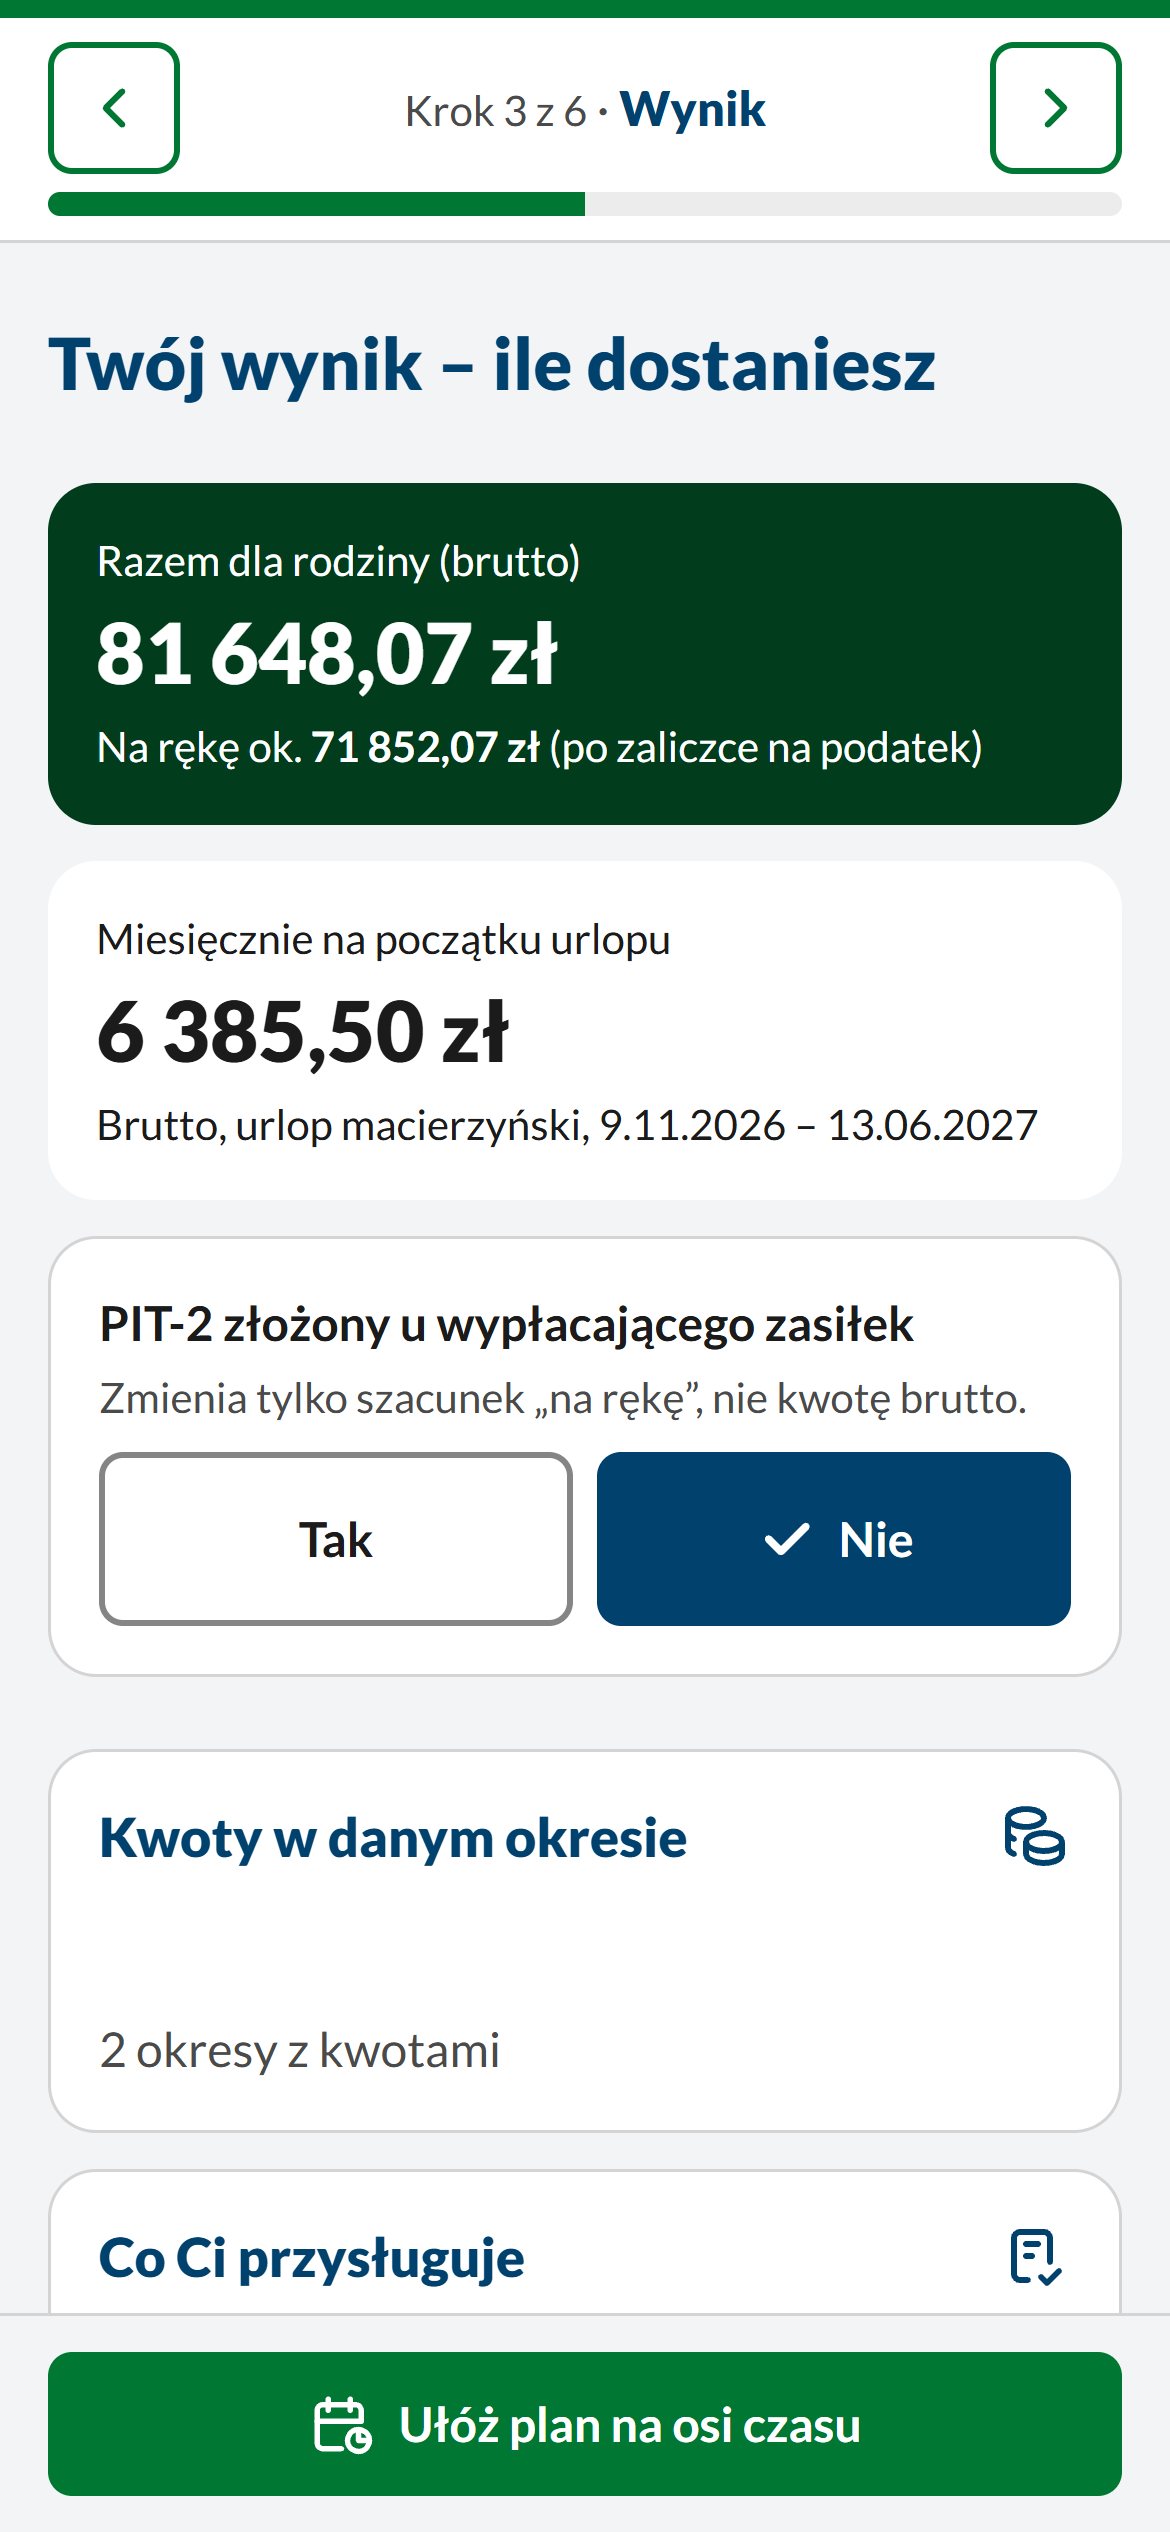 Krok 3 z 6 · Wynik
Twój wynik – ile dostaniesz
Razem dla rodziny (brutto)
81 648,07 zł
Na rękę ok. 71 852,07 zł (po zaliczce na podatek)
Miesięcznie na początku urlopu
6 385,50 zł
Brutto, urlop macierzyński, 9.11.2026 – 13.06.2027
PIT-2 złożony u wypłacającego zasiłek
Zmienia tylko szacunek „na rękę”, nie kwotę brutto.
Tak
Nie
Kwoty w danym okresie
2 okresy z kwotami
Co Ci przysługuje
Ułóż plan na osi czasu